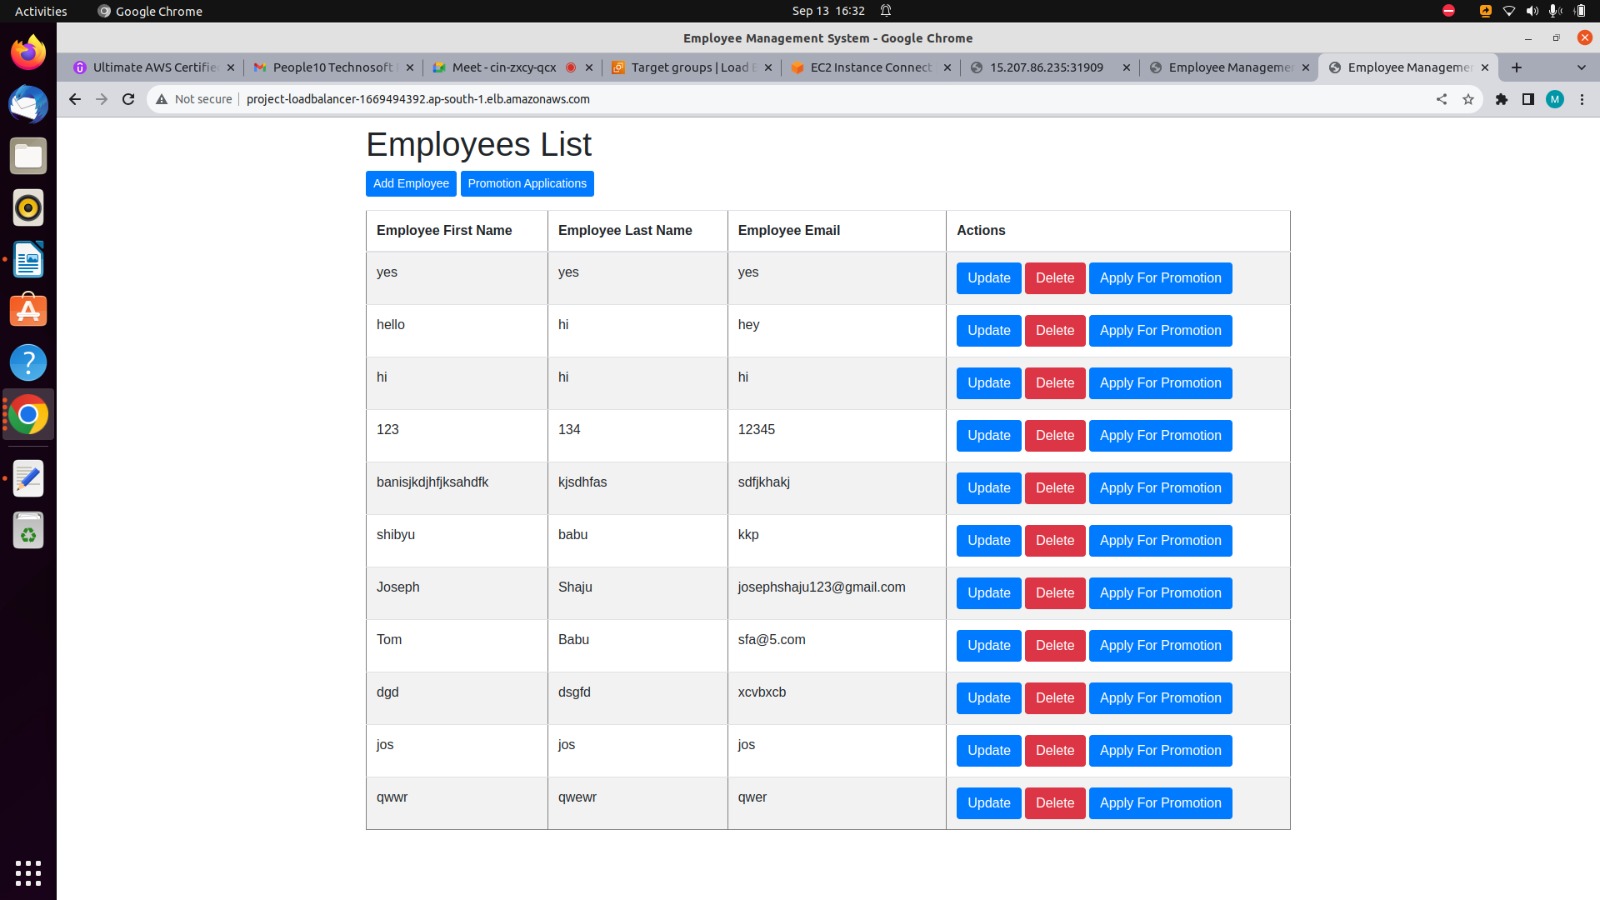 Activities Google Chrome Sep 13 16:32
Employee Management System - Google Chrome
Ultimate AWS Certifie People10 Technosoft Meet - cin-zxcy-qcx Target groups | Load EC2 Instance Connect 15.207.86.235:31909 Employee Manageme Employee Manageme
Not secure project-loadbalancer-1669494392.ap-south-1.elb.amazonaws.com M
Employees List
Add Employee Promotion Applications
Employee First Name Employee Last Name Employee Email Actions
yes yes yes Update Delete Apply For Promotion
hello hi hey Update Delete Apply For Promotion
hi hi hi Update Delete Apply For Promotion
123 134 12345 Update Delete Apply For Promotion
banisjkdjhfjksahdfk kjsdhfas sdfjkhakj Update Delete Apply For Promotion
shibyu babu kkp Update Delete Apply For Promotion
Joseph Shaju josephshaju123@gmail.com Update Delete Apply For Promotion
Tom Babu sfa@5.com Update Delete Apply For Promotion
dgd dsgfd xcvbxcb Update Delete Apply For Promotion
jos jos jos Update Delete Apply For Promotion
qwwr qwewr qwer Update Delete Apply For Promotion